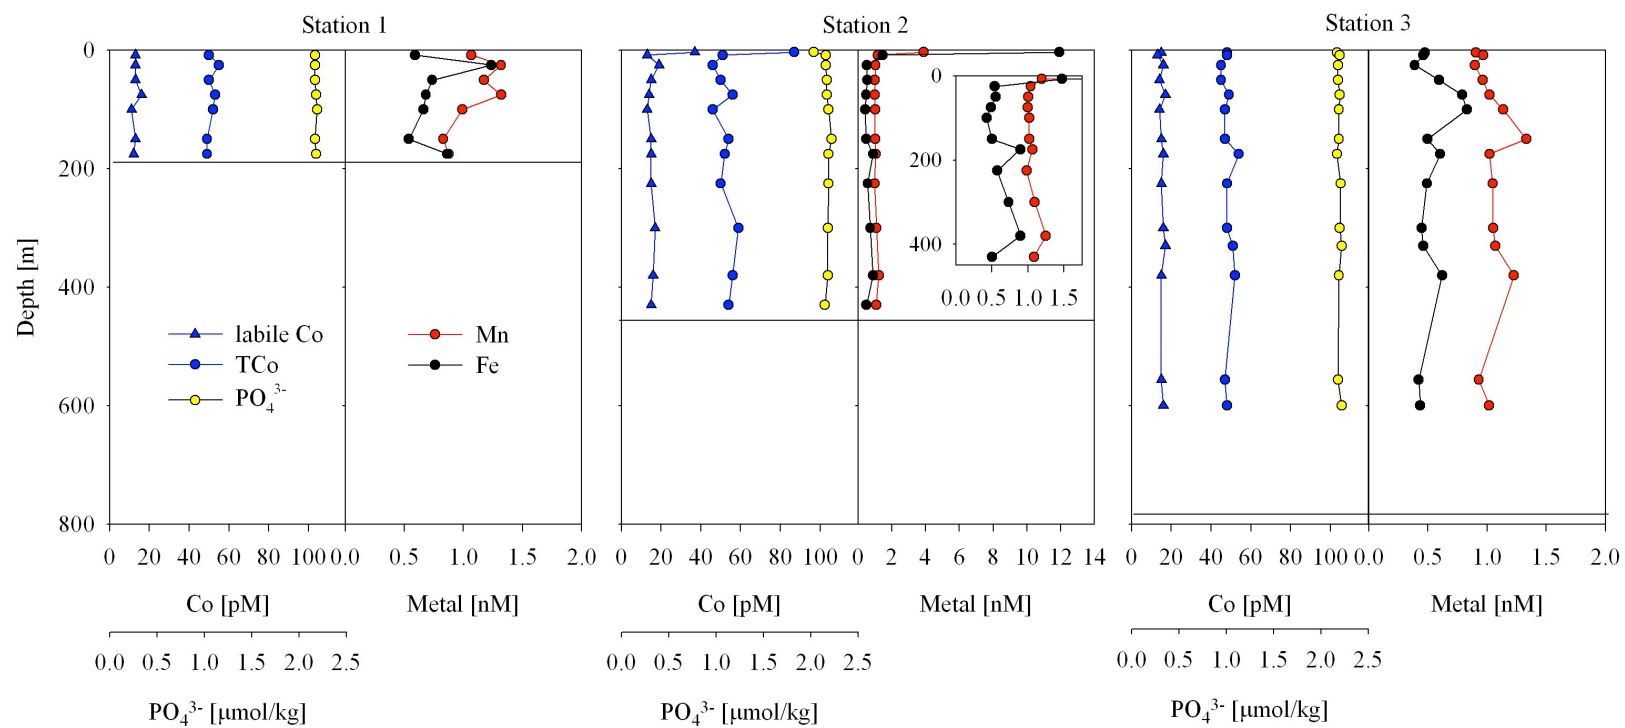 Station 1
Station 2
Station 3
0
200
400
600
800
Depth [m]
labile Co
TCo
PO₄³⁻
Mn
Fe
0
200
400
0.0 0.5 1.0 1.5
0 20 40 60 80 100 0.0 0.5 1.0 1.5 2.0
0 20 40 60 80 100 0 2 4 6 8 10 12 14
0 20 40 60 80 100 0.0 0.5 1.0 1.5 2.0
Co [pM] Metal [nM]
Co [pM] Metal [nM]
Co [pM] Metal [nM]
0.0 0.5 1.0 1.5 2.0 2.5
0.0 0.5 1.0 1.5 2.0 2.5
0.0 0.5 1.0 1.5 2.0 2.5
PO₄³⁻ [μmol/kg]
PO₄³⁻ [μmol/kg]
PO₄³⁻ [μmol/kg]